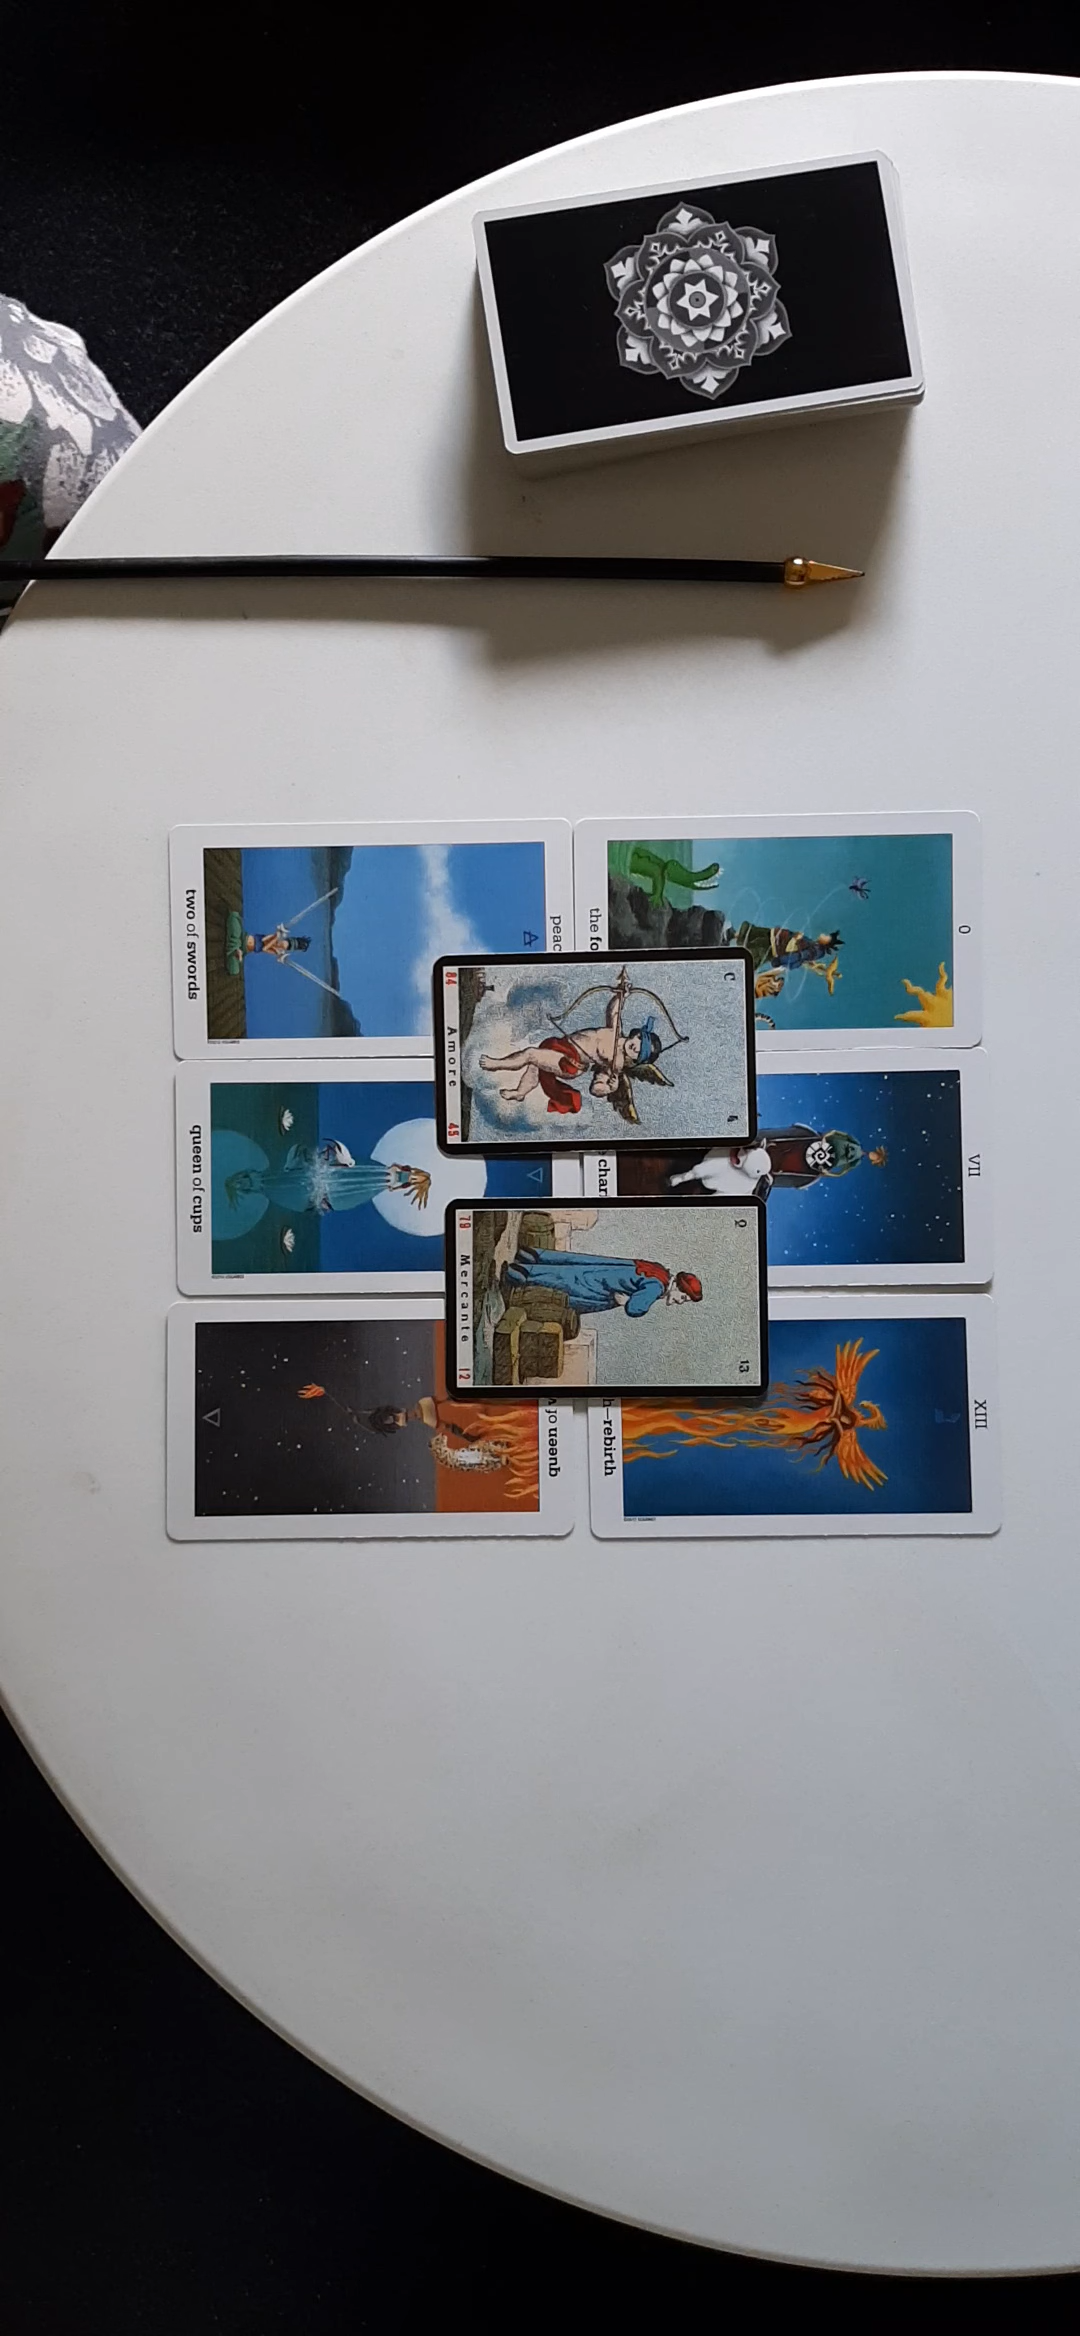 0
the fo
VII
char
XIII
h—rebirth
C
4
84 Amore 45
Q
13
79 Mercante 12
peac
two of swords
queen of cups
queen of w